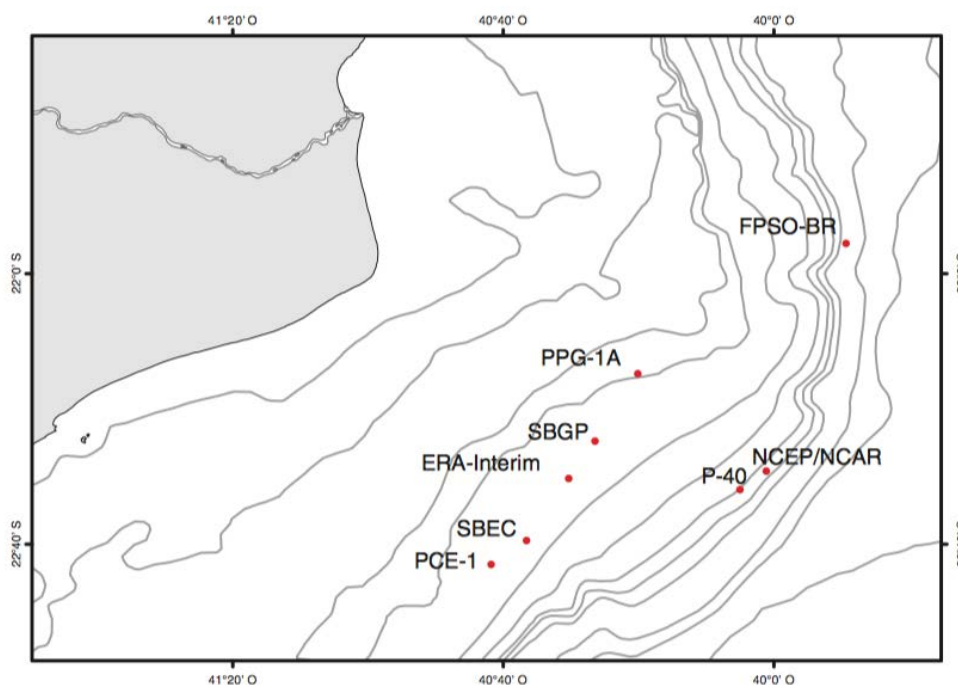 41°20' O
40°40' O
40°0' O
FPSO-BR
22°0' S
PPG-1A
SBGP
ERA-Interim
NCEP/NCAR
P-40
SBEC
22°40' S
PCE-1
41°20' O
40°40' O
40°0' O